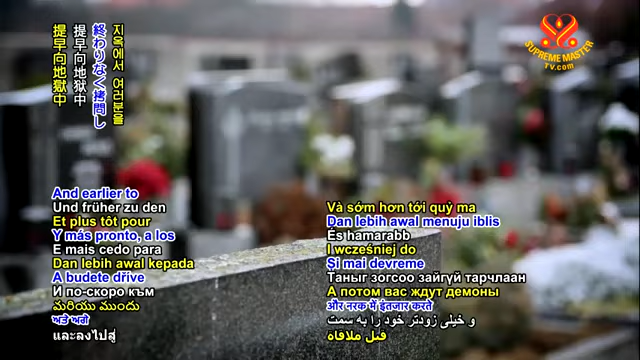 지옥에서 여러분을
終わりなく拷問し
提早向地獄中
提早向地獄中
SUPREME MASTER
TV.com
And earlier to
Und früher zu den
Et plus tôt pour
Y más pronto, a los
E mais cedo para
Dan lebih awal kepada
A budete dříve
И по-скоро към
మరియు ముందు
ਅਤੇ ਅਗੇ
และลงไปสู่
Và sớm hơn tới quỷ ma
Dan lebih awal menuju iblis
És hamarabb
I wcześniej do
Și mai devreme
Таныг зогсоо зайгүй тарчлаан
А потом вас ждут демоны
और नरक में इंतजार करते
و خیلی زودتر خود را به سمت
قبل ملاقاه